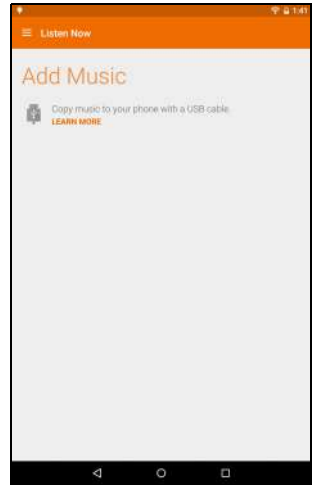 1:41
Listen Now
Add Music
Copy music to your phone with a USB cable.
LEARN MORE